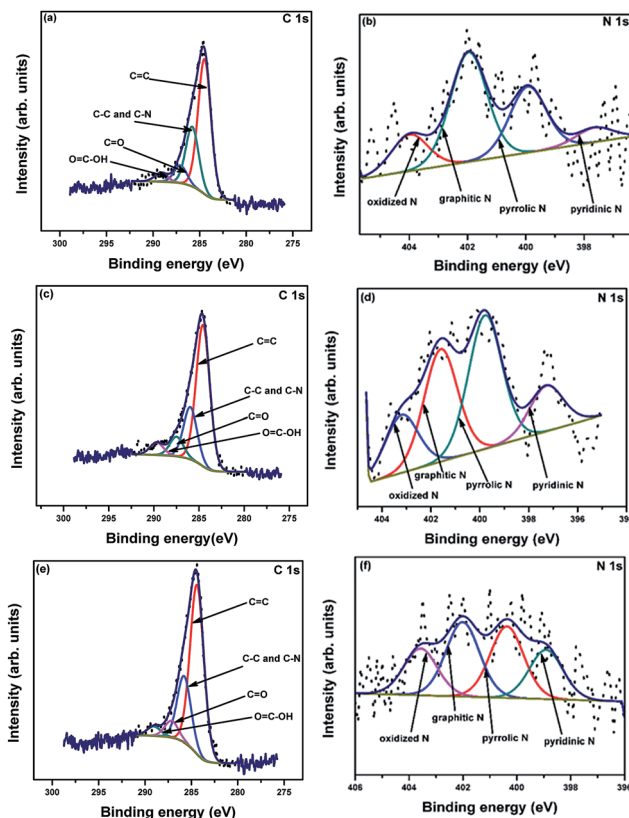 (a)
C 1s
C=C
C-C and C-N
C=O
O=C-OH
Intensity (arb. units)
300 295 290 285 280 275
Binding energy (eV)
(b)
N 1s
oxidized N
graphitic N
pyrrolic N
pyridinic N
Intensity (arb. units)
404 402 400 398
Binding energy (eV)
(c)
C 1s
C=C
C-C and C-N
C=O
O=C-OH
Intensity (arb. units)
300 295 290 285 280 275
Binding energy(eV)
(d)
N 1s
graphitic N
oxidized N
pyrrolic N
pyridinic N
Intensity (arb. units)
404 402 400 398 396
Binding energy (eV)
(e)
C 1s
C=C
C-C and C-N
C=O
O=C-OH
Intensity (arb. units)
300 295 290 285 280 275
Binding energy (eV)
(f)
N 1s
oxidized N
graphitic N
pyrrolic N
pyridinic N
Intensity (arb. units)
406 404 402 400 398 396
Binding energy (eV)